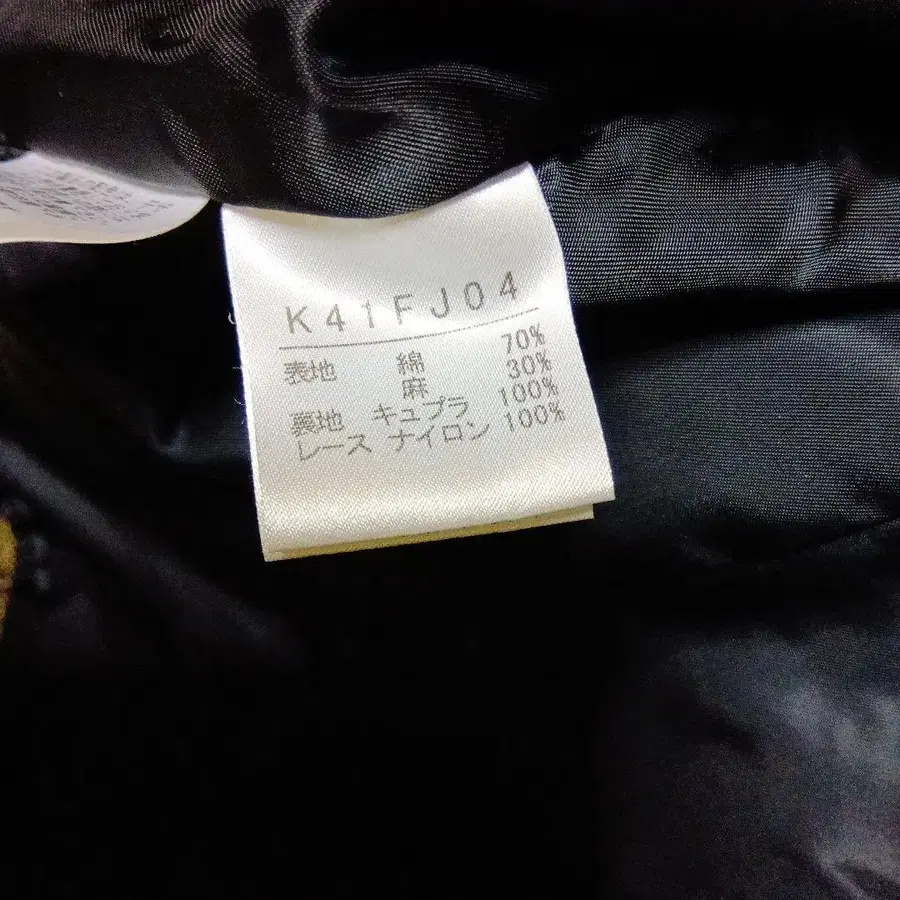 K41FJ04
表地 綿 70%
麻 30%
裏地 キュプラ 100%
レース ナイロン 100%